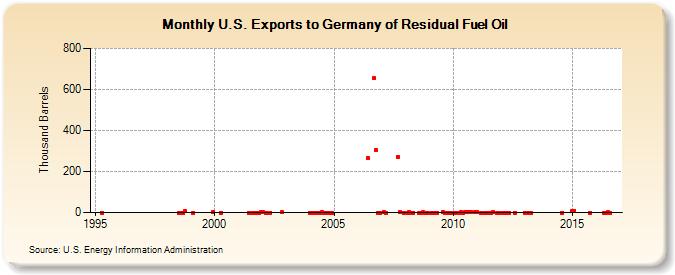 Monthly U.S. Exports to Germany of Residual Fuel Oil
Thousand Barrels
800
600
400
200
0
1995 2000 2005 2010 2015
Source: U.S. Energy Information Administration